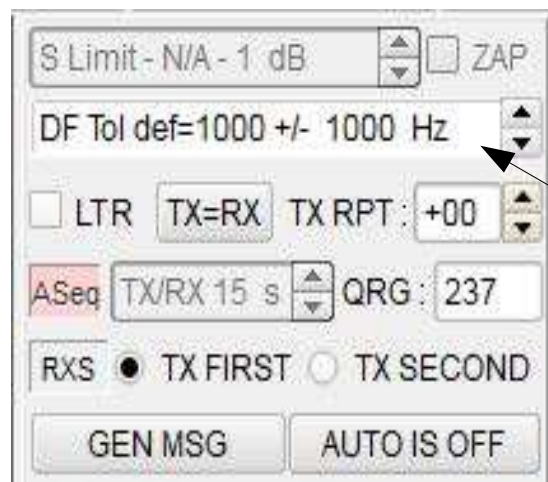 S Limit - N/A - 1 dB ZAP
DF Tol def=1000 +/- 1000 Hz
LTR TX=RX TX RPT : +00
ASeq TX/RX 15 s QRG : 237
RXS TX FIRST TX SECOND
GEN MSG AUTO IS OFF